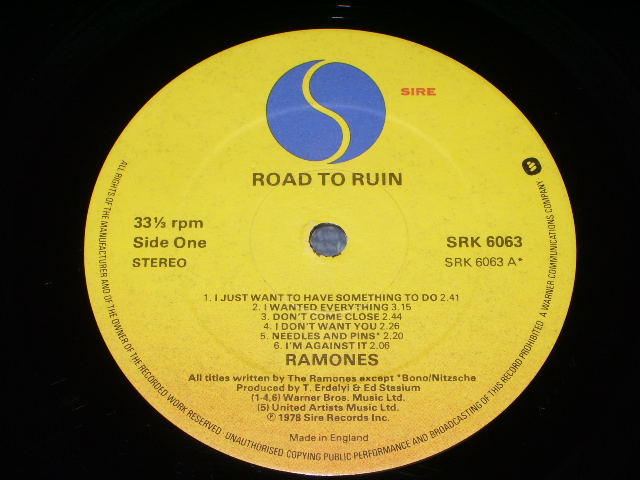 SIRE
ROAD TO RUIN
33⅓ rpm
Side One
STEREO
SRK 6063
SRK 6063 A*
1. I JUST WANT TO HAVE SOMETHING TO DO 2.41
2. I WANTED EVERYTHING 3.15
3. DON'T COME CLOSE 2.44
4. I DON'T WANT YOU 2.26
5. NEEDLES AND PINS* 2.20
6. I'M AGAINST IT 2.06
RAMONES
All titles written by The Ramones except *Bono/Nitzsche
Produced by T. Erdelyi & Ed Stasium
(1-4,6) Warner Bros. Music Ltd.
(5) United Artists Music Ltd.
℗ 1978 Sire Records Inc.
Made in England
ALL RIGHTS OF THE MANUFACTURER AND OF THE OWNER OF THE RECORDED WORK RESERVED · UNAUTHORISED COPYING PUBLIC PERFORMANCE AND BROADCASTING OF THIS RECORD PROHIBITED · A WARNER COMMUNICATIONS COMPANY